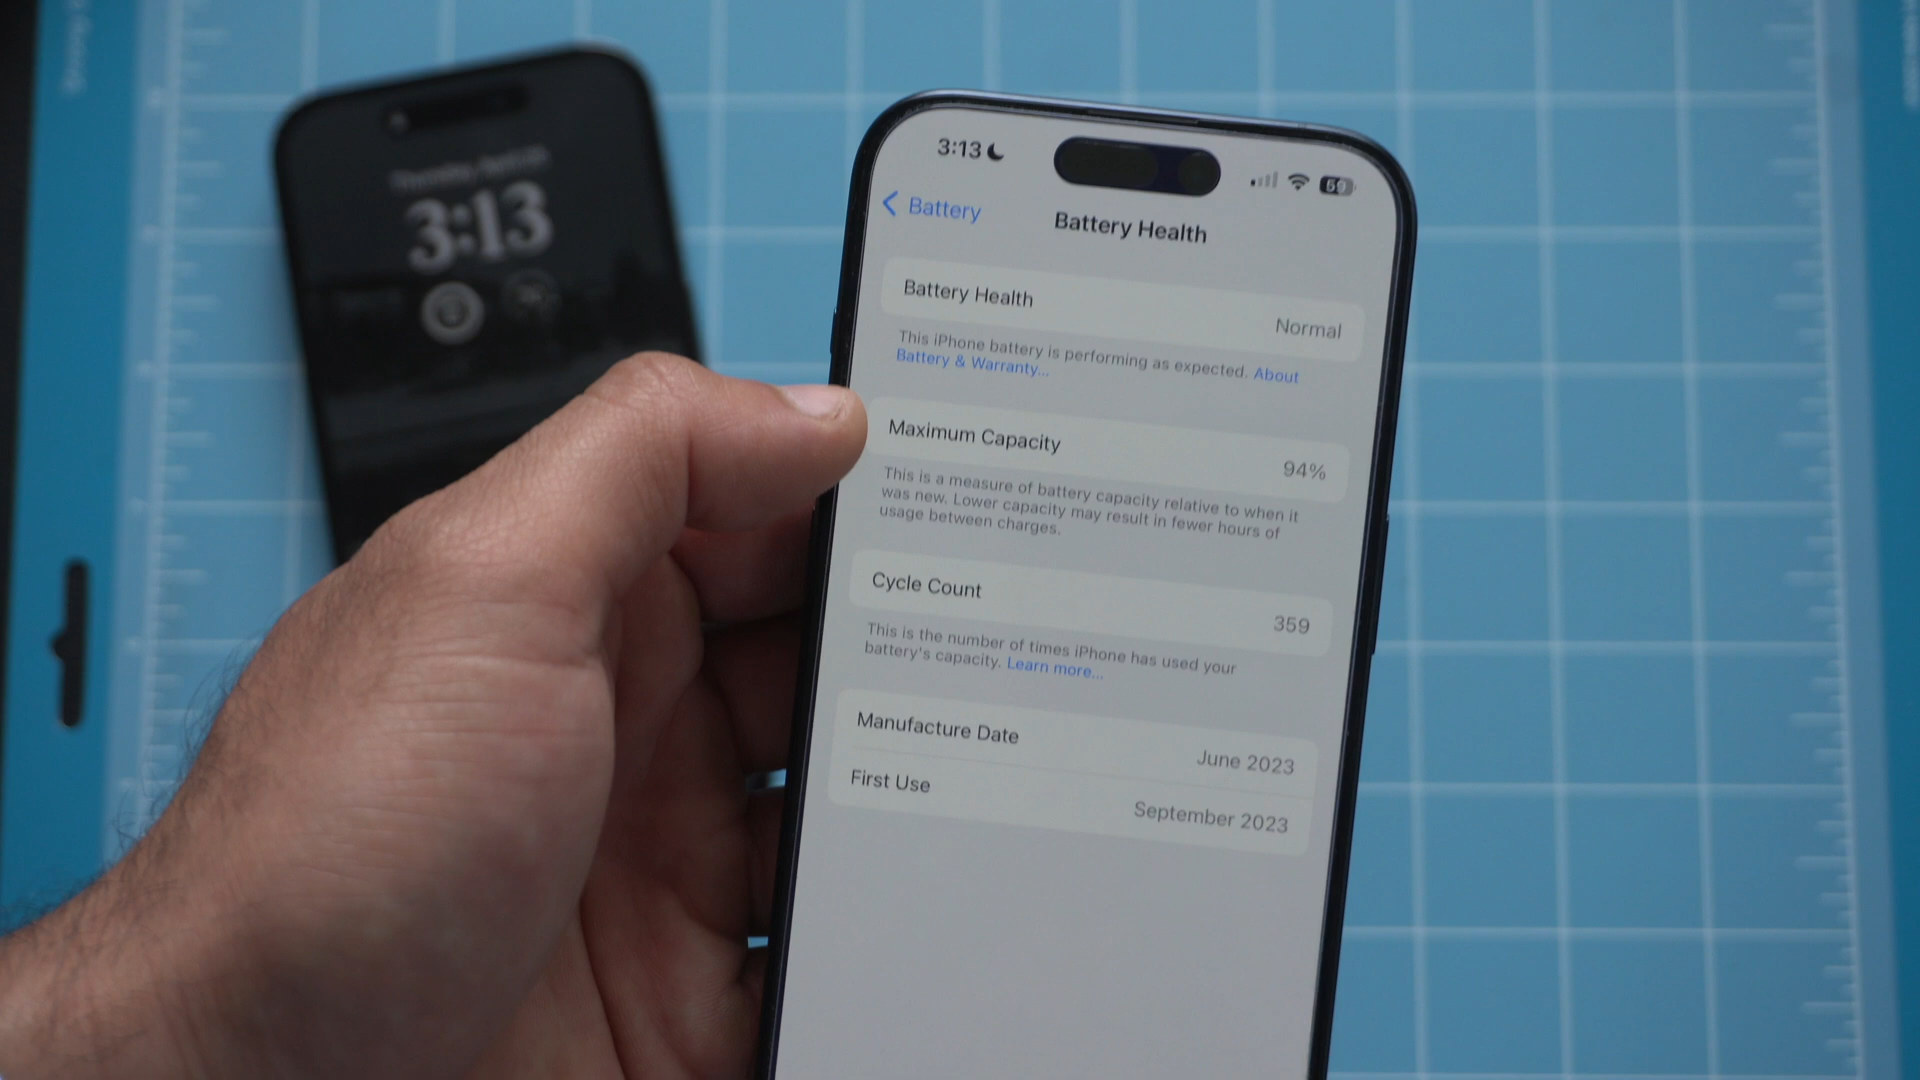 3:13
3:13
59
Battery
Battery Health
Battery Health
Normal
This iPhone battery is performing as expected. About
Battery & Warranty...
Maximum Capacity
94%
This is a measure of battery capacity relative to when it
was new. Lower capacity may result in fewer hours of
usage between charges.
Cycle Count
359
This is the number of times iPhone has used your
battery's capacity. Learn more...
Manufacture Date
June 2023
First Use
September 2023